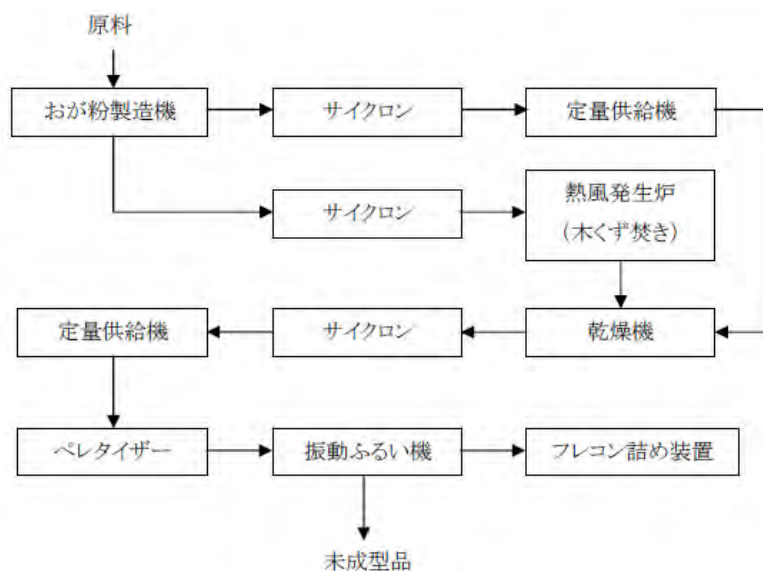 原料
おが粉製造機
サイクロン
定量供給機
サイクロン
熱風発生炉
（木くず焚き）
定量供給機
サイクロン
乾燥機
ペレタイザー
振動ふるい機
フレコン詰め装置
未成型品